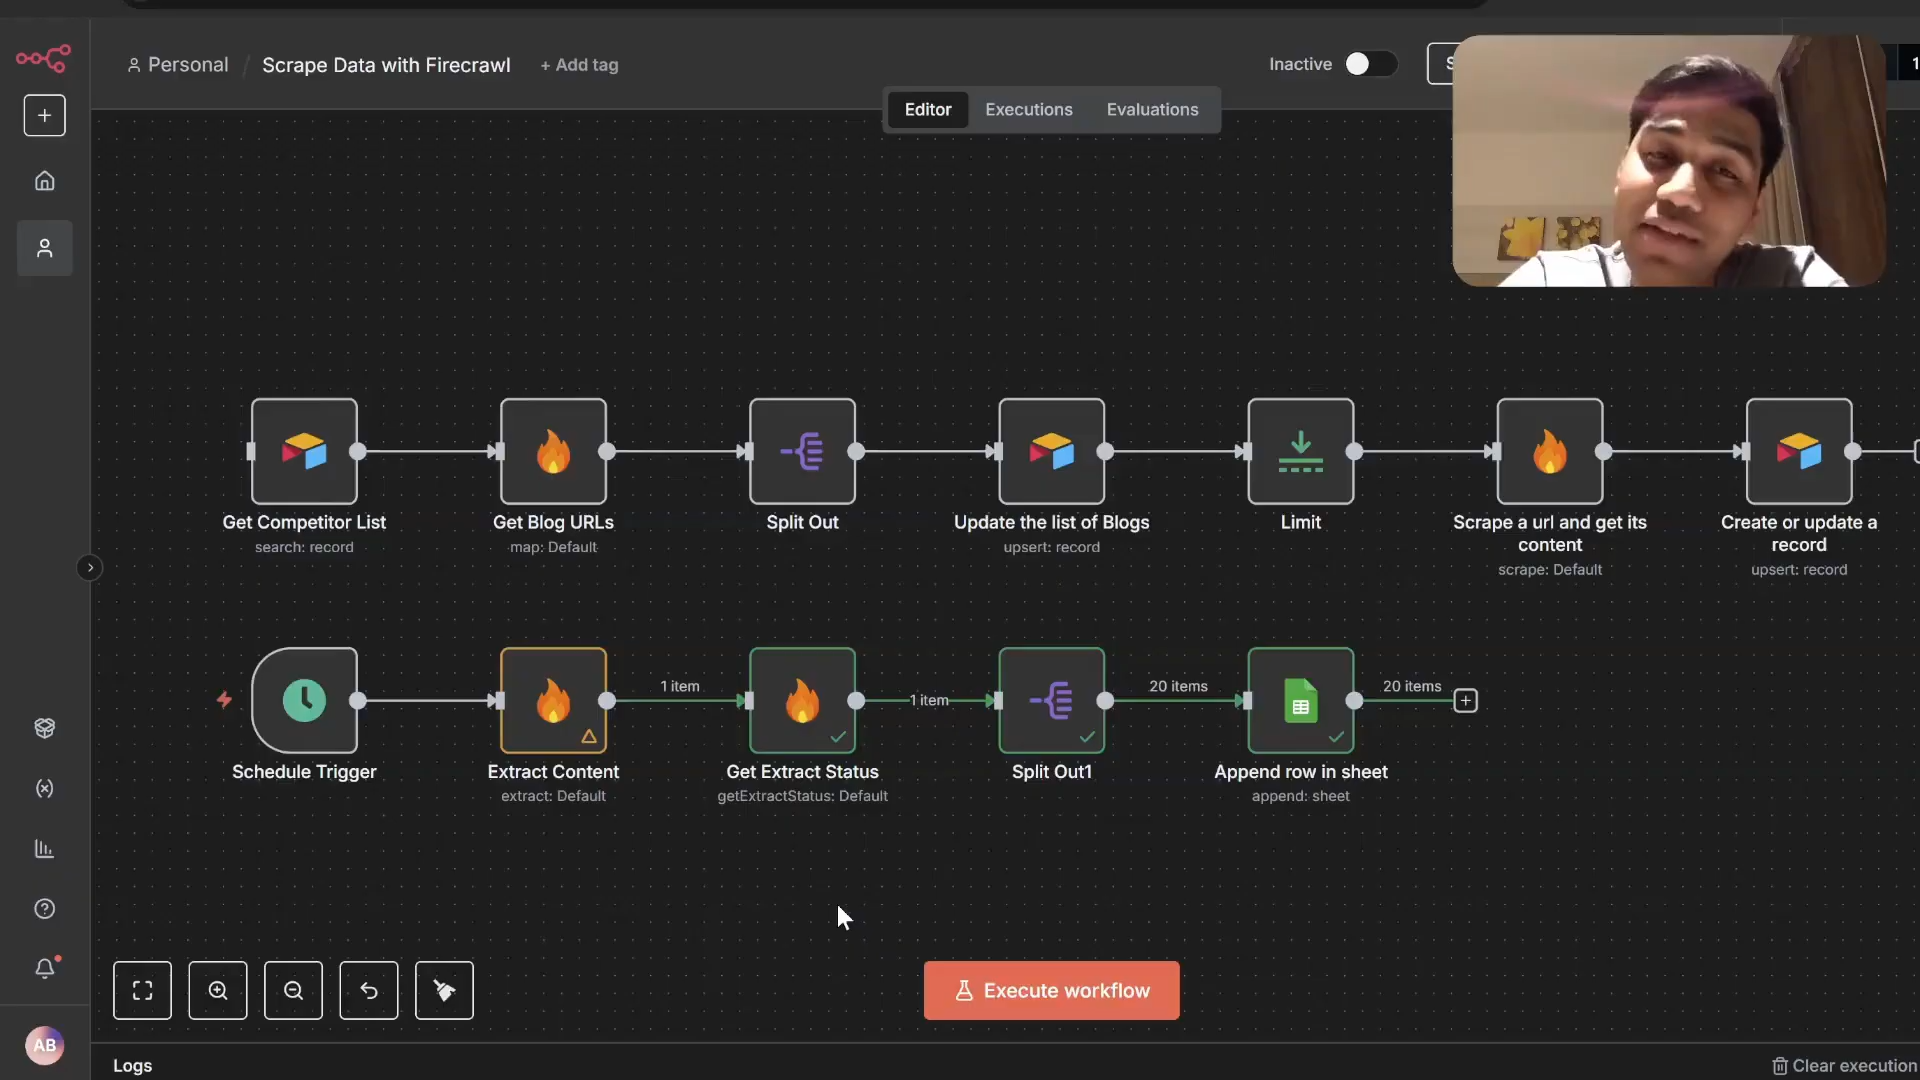 Personal / Scrape Data with Firecrawl + Add tag
Inactive
S
1
Editor Executions Evaluations
Get Competitor List
search: record
Get Blog URLs
map: Default
Split Out
Update the list of Blogs
upsert: record
Limit
Scrape a url and get its
content
scrape: Default
Create or update a
record
upsert: record
1 item
1 item
20 items
20 items
Schedule Trigger
Extract Content
extract: Default
Get Extract Status
getExtractStatus: Default
Split Out1
Append row in sheet
append: sheet
Execute workflow
AB
Logs
Clear execution